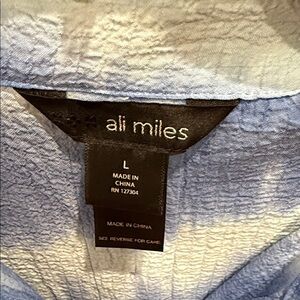 ali miles
L
MADE IN
CHINA
RN 127304
MADE IN CHINA
SEE REVERSE FOR CARE